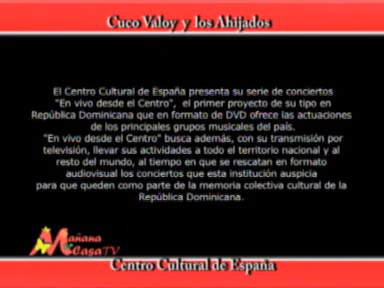 Cuco Valoy y los Ahijados
El Centro Cultural de España presenta su serie de conciertos
"En vivo desde el Centro", el primer proyecto de su tipo en
República Dominicana que en formato de DVD ofrece las actuaciones
de los principales grupos musicales del país.
"En vivo desde el Centro" busca además, con su transmisión por
televisión, llevar sus actividades a todo el territorio nacional y al
resto del mundo, al tiempo en que se rescatan en formato
audiovisual los conciertos que esta institución auspicia
para que queden como parte de la memoria colectiva cultural de la
República Dominicana.
Mañana
Casa TV
Centro Cultural de España